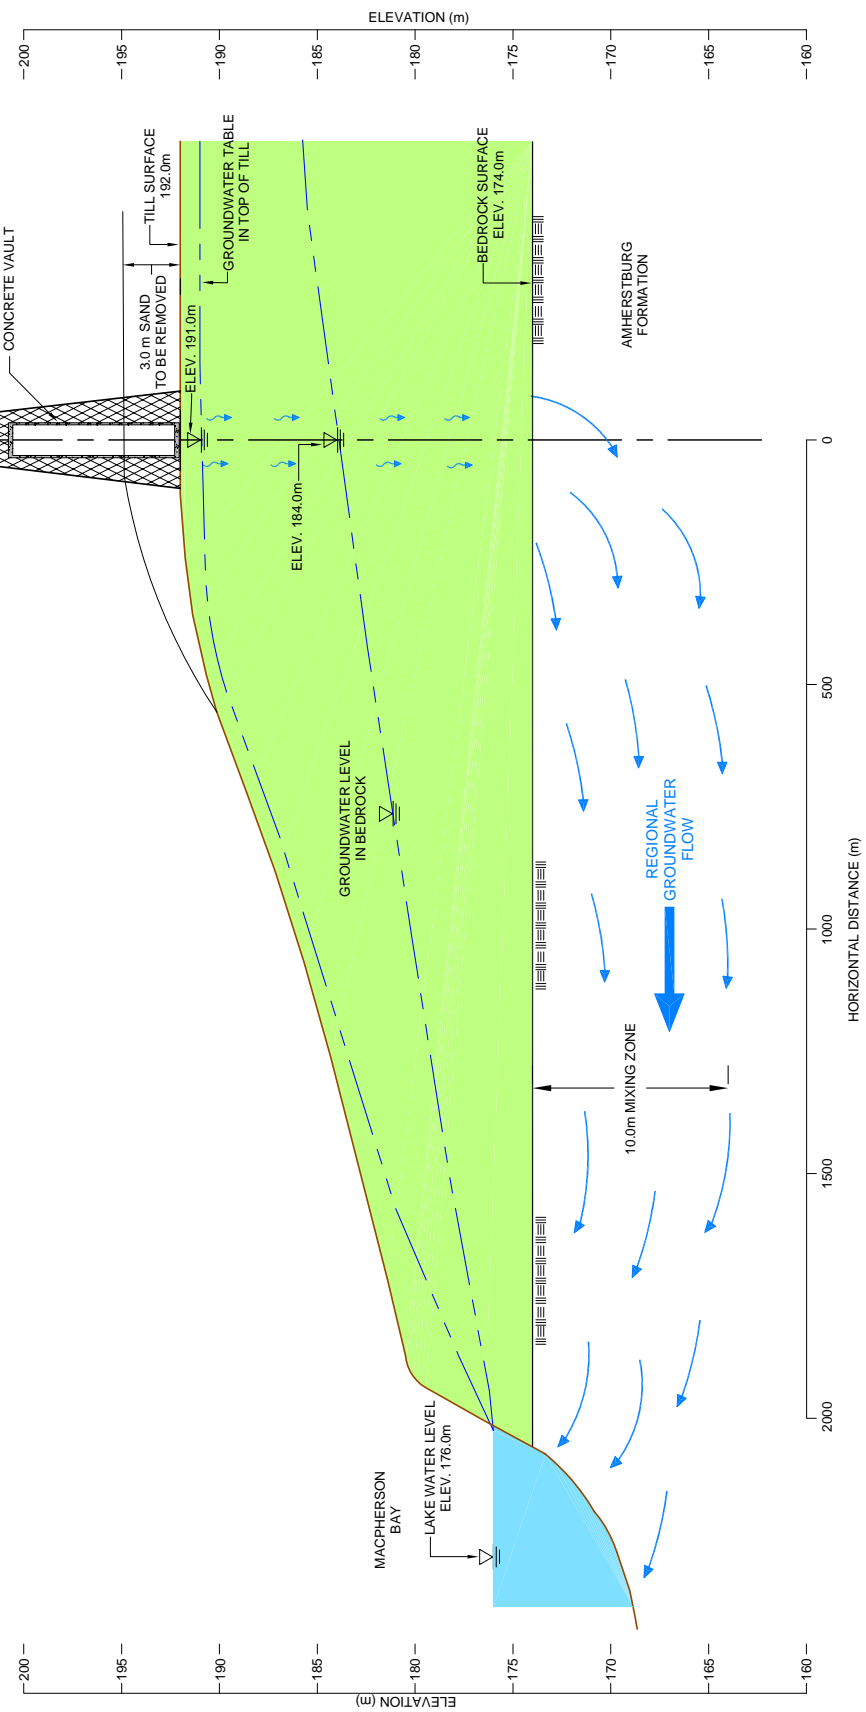 ELEVATION (m)
200
195
190
185
180
175
170
165
160
CONCRETE VAULT
TILL SURFACE
192.0m
3.0 m SAND
TO BE REMOVED
GROUNDWATER TABLE
IN TOP OF TILL
ELEV. 191.0m
ELEV. 184.0m
BEDROCK SURFACE
ELEV. 174.0m
AMHERSTBURG
FORMATION
GROUNDWATER LEVEL
IN BEDROCK
REGIONAL
GROUNDWATER
FLOW
10.0m MIXING ZONE
MACPHERSON
BAY
LAKE WATER LEVEL
ELEV. 176.0m
0
500
1000
1500
2000
HORIZONTAL DISTANCE (m)
200
195
190
185
180
175
170
165
160
ELEVATION (m)